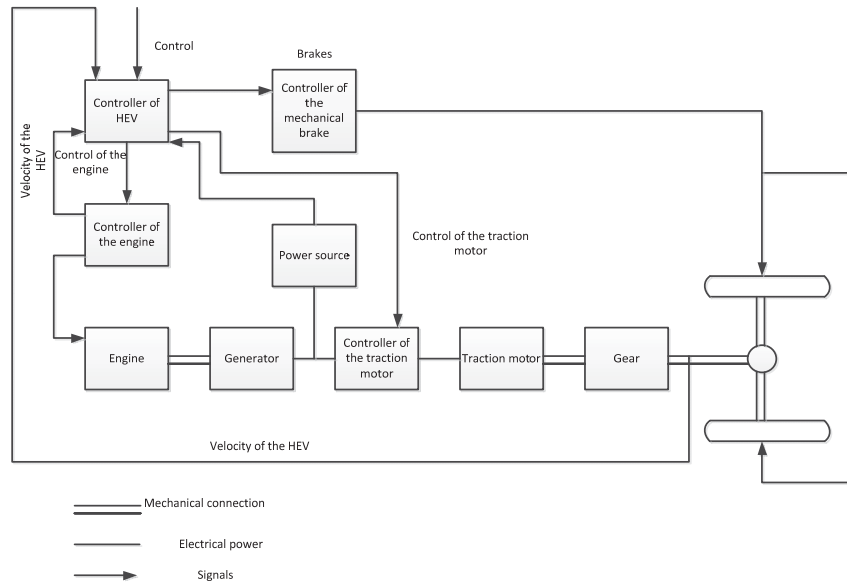 Control
Brakes
Controller of
HEV
Controller of
the
mechanical
brake
Velocity of the
HEV
Control of the
engine
Controller of
the engine
Control of the traction
motor
Power source
Engine
Generator
Controller of
the traction
motor
Traction motor
Gear
Velocity of the HEV
Mechanical connection
Electrical power
Signals